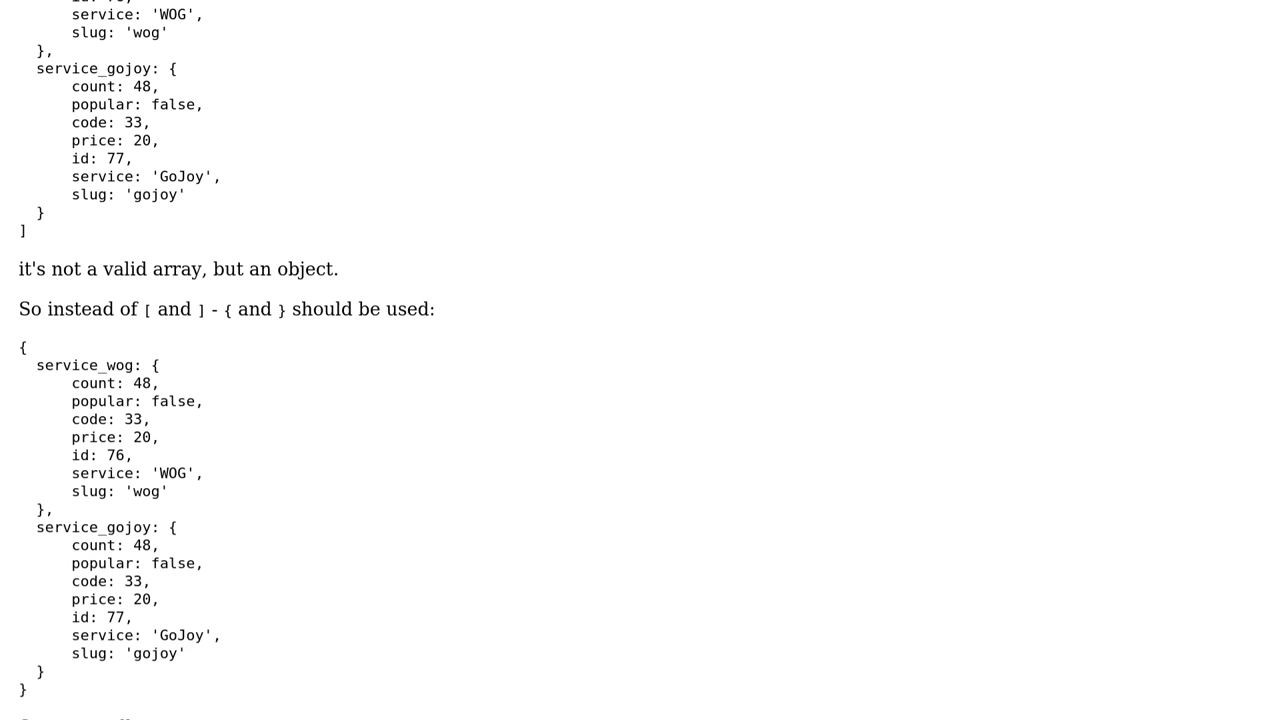 service: 'WOG',
slug: 'wog'
},
service_gojoy: {
count: 48,
popular: false,
code: 33,
price: 20,
id: 77,
service: 'GoJoy',
slug: 'gojoy'
}
]
it's not a valid array, but an object.
So instead of [ and ] - { and } should be used:
{
service_wog: {
count: 48,
popular: false,
code: 33,
price: 20,
id: 76,
service: 'WOG',
slug: 'wog'
},
service_gojoy: {
count: 48,
popular: false,
code: 33,
price: 20,
id: 77,
service: 'GoJoy',
slug: 'gojoy'
}
}